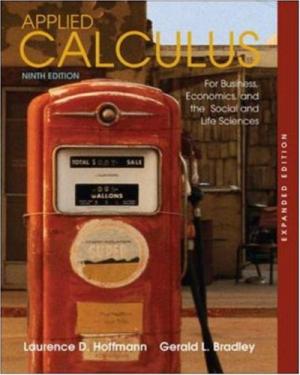 APPLIED
CALCULUS
NINTH EDITION
For Business,
Economics, and
the Social and
Life Sciences
EXPANDED EDITION
TOTAL $ SALE
GALLONS
SUPER
Laurence D. Hoffmann Gerald L. Bradley